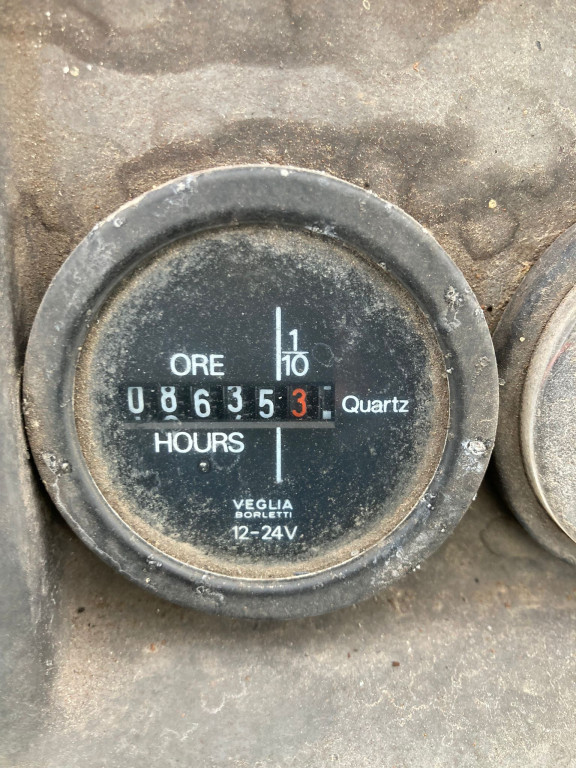 1
ORE 10
086353 Quartz
HOURS
VEGLIA
BORLETTI
12-24V